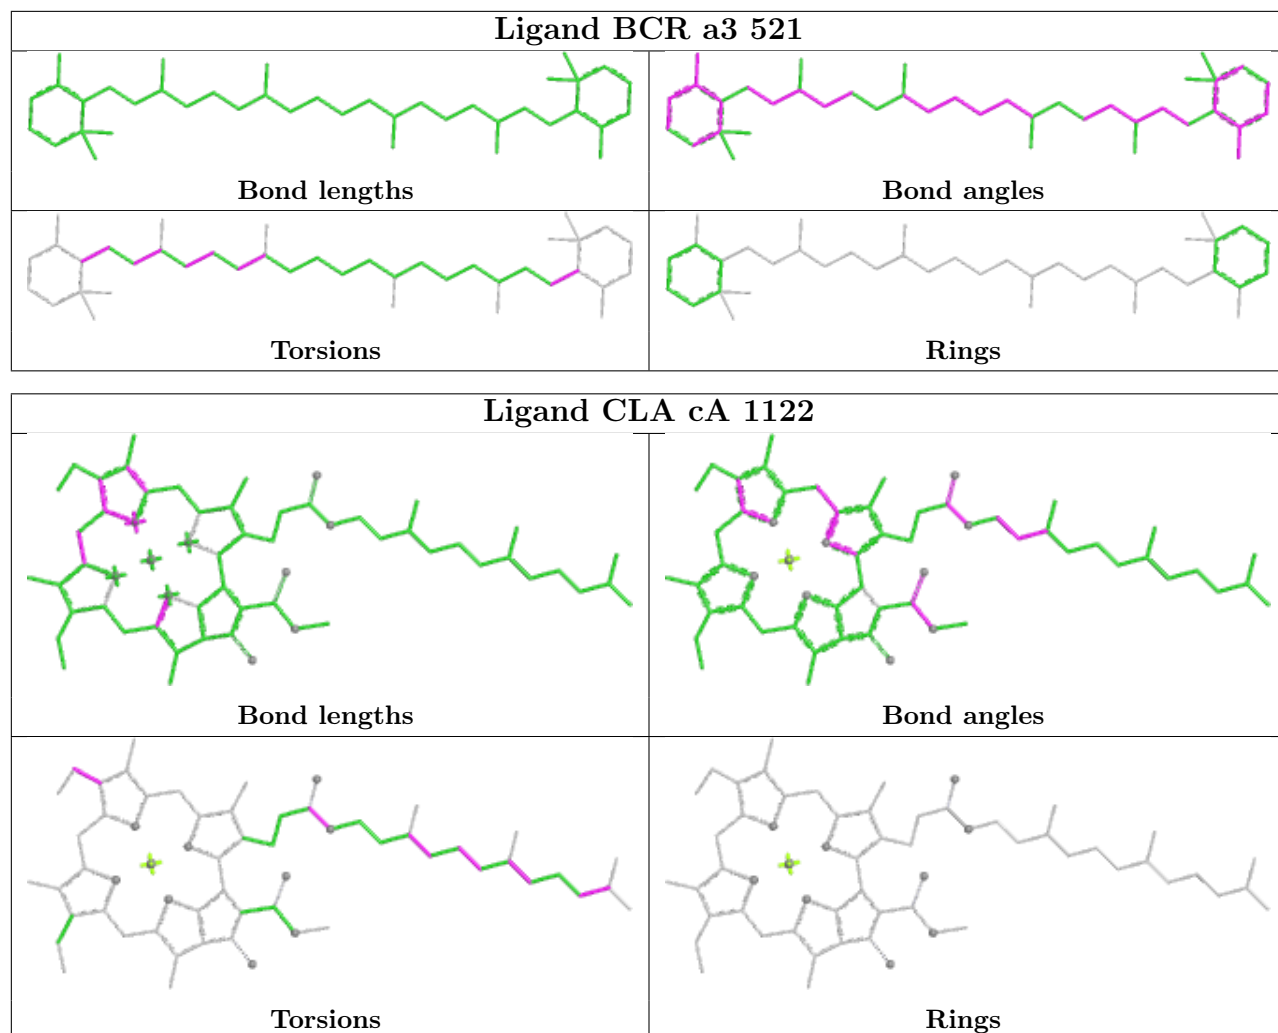 Ligand BCR a3 521
Bond lengths
Bond angles
Torsions
Rings
Ligand CLA cA 1122
Bond lengths
Bond angles
Torsions
Rings